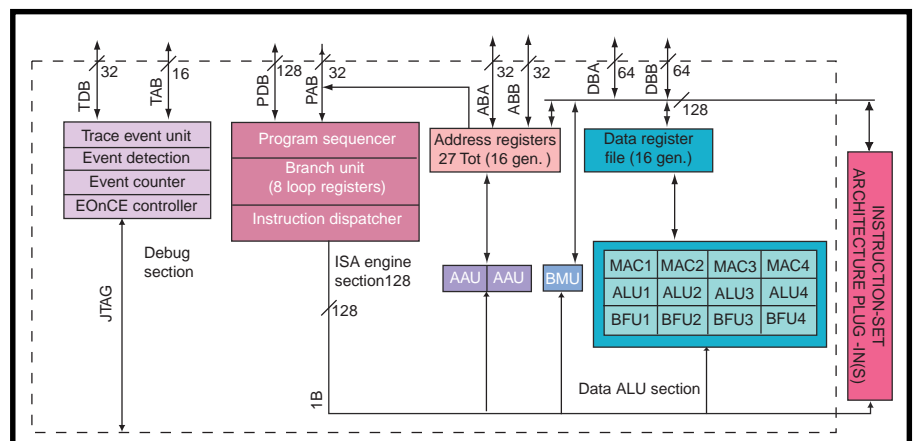 32
16
128
32
32
32
64
64
128
TDB
TAB
PDB
PAB
ABA
ABB
DBA
DBB
Trace event unit
Event detection
Event counter
EOnCE controller
Program sequencer
Branch unit
(8 loop registers)
Instruction dispatcher
Address registers
27 Tot (16 gen. )
Data register
file (16 gen.)
INSTRUCTION-SET
ARCHITECTURE PLUG -IN(S)
Debug
section
JTAG
ISA engine
section128
128
1B
AAU AAU
BMU
MAC1 MAC2 MAC3 MAC4
ALU1 ALU2 ALU3 ALU4
BFU1 BFU2 BFU3 BFU4
Data ALU section